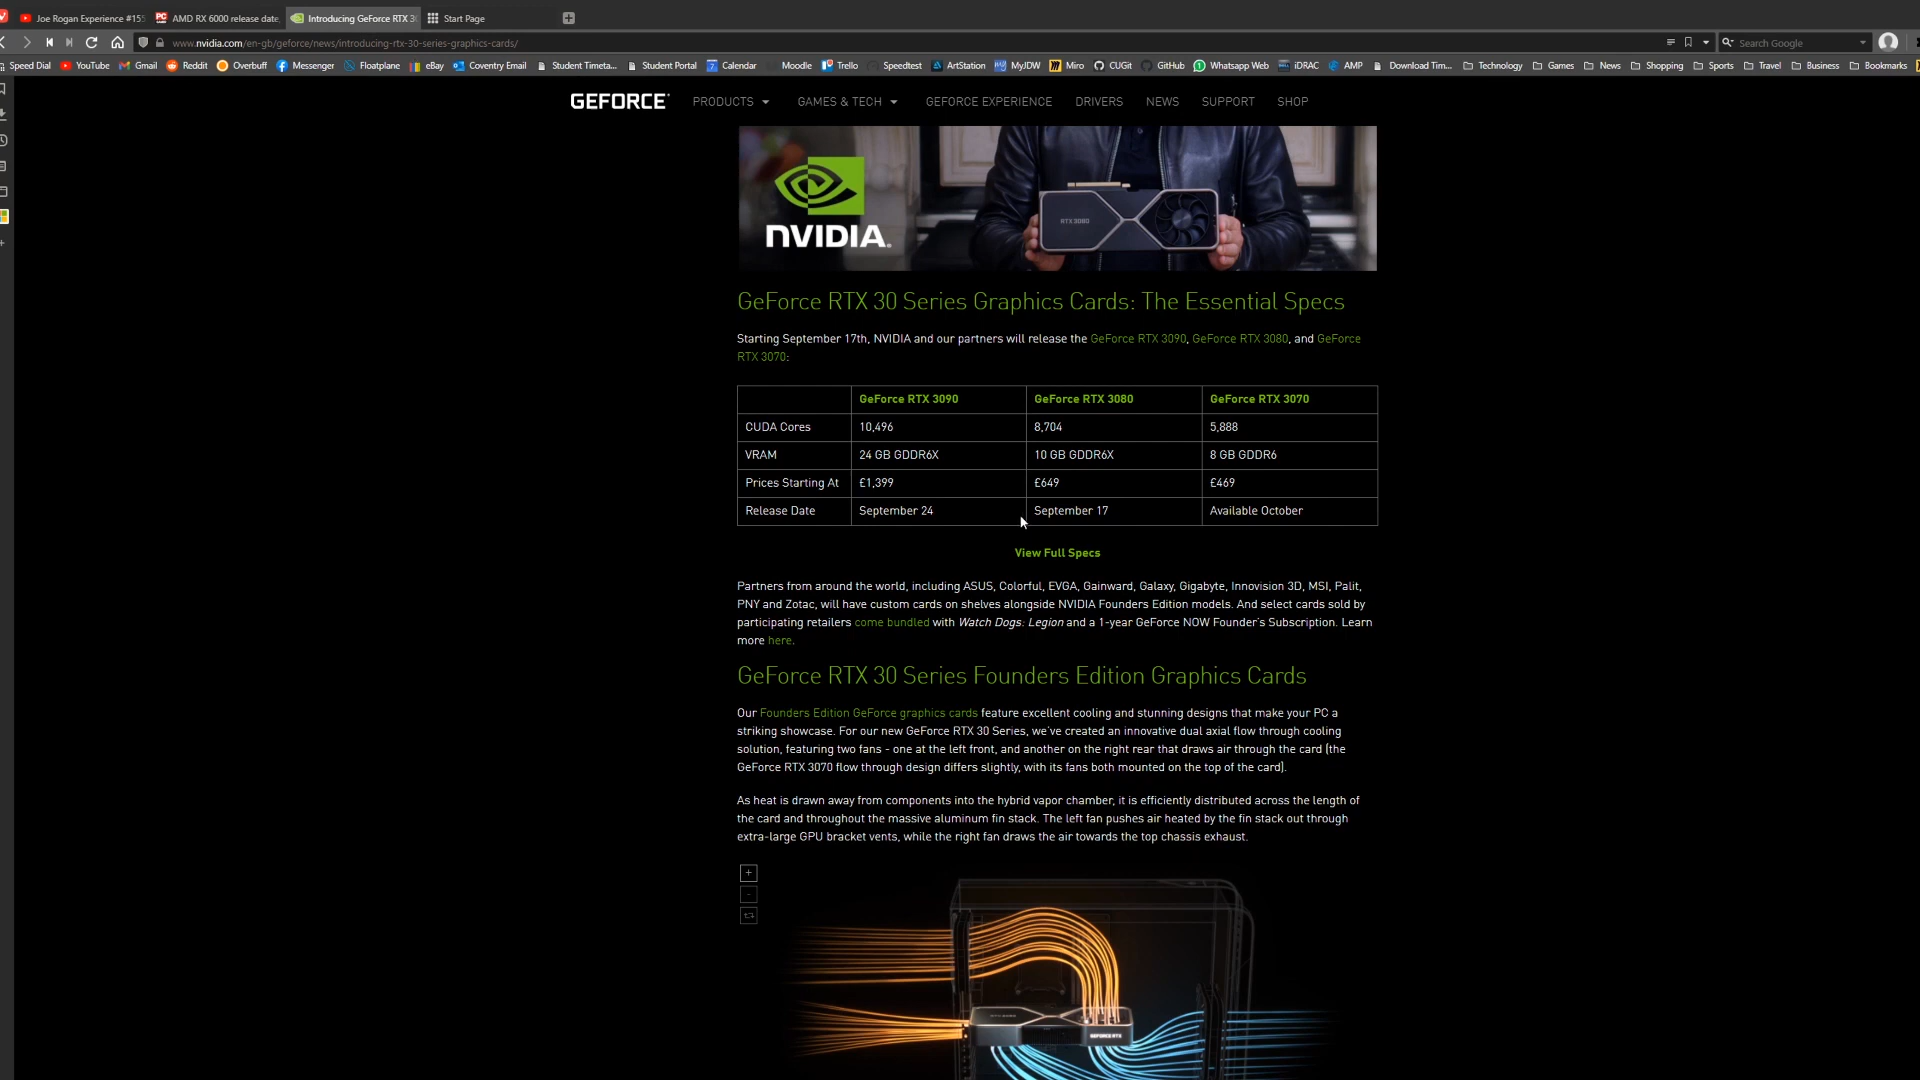 Joe Rogan Experience #155
AMD RX 6000 release date,
Introducing GeForce RTX 3
Start Page
www.nvidia.com/en-gb/geforce/news/introducing-rtx-30-series-graphics-cards/
Search Google
Speed Dial YouTube Gmail Reddit Overbuff Messenger Floatplane eBay Coventry Email Student Timeta... Student Portal Calendar Moodle Trello Speedtest ArtStation MyJDW Miro CUGit GitHub Whatsapp Web iDRAC AMP Download Tim... Technology Games News Shopping Sports Travel Business Bookmarks
GEFORCE PRODUCTS GAMES & TECH GEFORCE EXPERIENCE DRIVERS NEWS SUPPORT SHOP
NVIDIA.
RTX 3080
GeForce RTX 30 Series Graphics Cards: The Essential Specs
Starting September 17th, NVIDIA and our partners will release the GeForce RTX 3090, GeForce RTX 3080, and GeForce
RTX 3070:
GeForce RTX 3090 GeForce RTX 3080 GeForce RTX 3070
CUDA Cores 10,496 8,704 5,888
VRAM 24 GB GDDR6X 10 GB GDDR6X 8 GB GDDR6
Prices Starting At £1,399 £649 £469
Release Date September 24 September 17 Available October
View Full Specs
Partners from around the world, including ASUS, Colorful, EVGA, Gainward, Galaxy, Gigabyte, Innovision 3D, MSI, Palit,
PNY and Zotac, will have custom cards on shelves alongside NVIDIA Founders Edition models. And select cards sold by
participating retailers come bundled with Watch Dogs: Legion and a 1-year GeForce NOW Founder's Subscription. Learn
more here.
GeForce RTX 30 Series Founders Edition Graphics Cards
Our Founders Edition GeForce graphics cards feature excellent cooling and stunning designs that make your PC a
striking showcase. For our new GeForce RTX 30 Series, we've created an innovative dual axial flow through cooling
solution, featuring two fans - one at the left front, and another on the right rear that draws air through the card (the
GeForce RTX 3070 flow through design differs slightly, with its fans both mounted on the top of the card).
As heat is drawn away from components into the hybrid vapor chamber, it is efficiently distributed across the length of
the card and throughout the massive aluminum fin stack. The left fan pushes air heated by the fin stack out through
extra-large GPU bracket vents, while the right fan draws the air towards the top chassis exhaust.
GEFORCE RTX